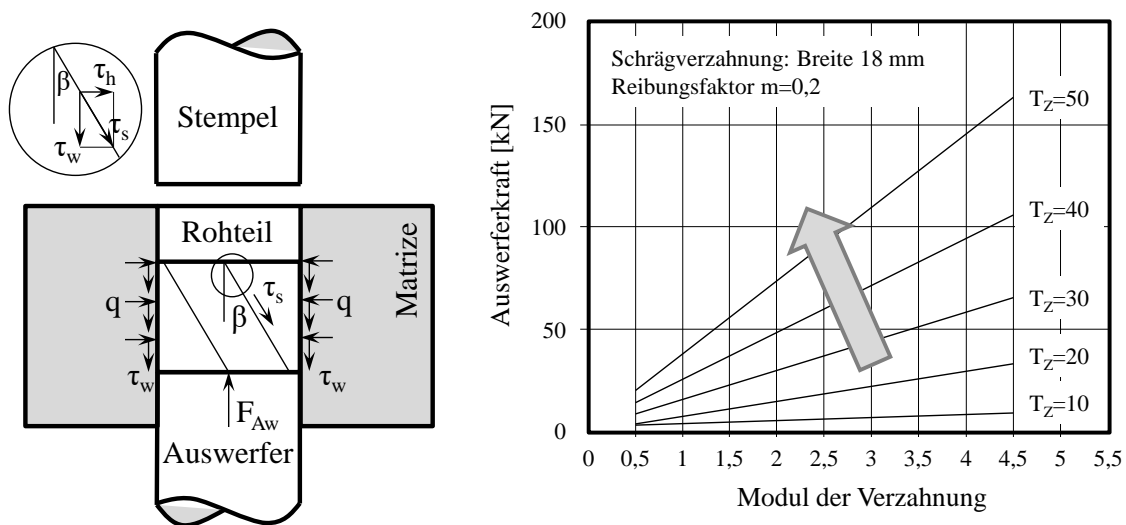 β
τh
τw
τs
Stempel
Rohteil
Matrize
q
β
τs
q
τw
τw
FAw
Auswerfer
Auswerferkraft [kN]
200
150
100
50
0
Schrägverzahnung: Breite 18 mm
Reibungsfaktor m=0,2
TZ=50
TZ=40
TZ=30
TZ=20
TZ=10
0 0,5 1 1,5 2 2,5 3 3,5 4 4,5 5 5,5
Modul der Verzahnung